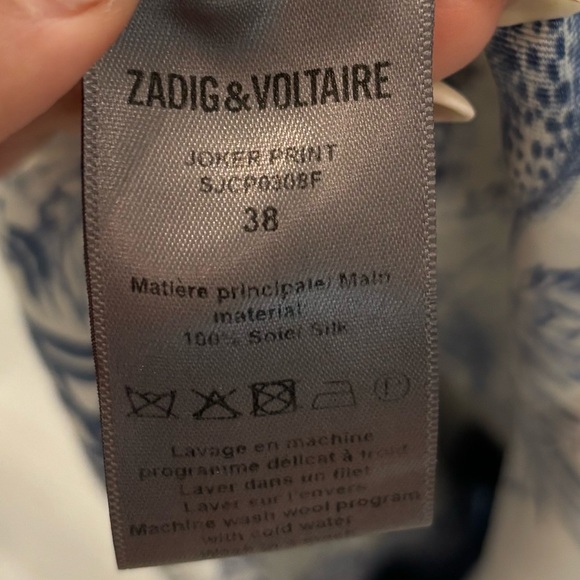 ZADIG&VOLTAIRE
JOKER PRINT
SJCP0308F
38
Matière principale/ Main
material:
100% Soie/ Silk
P
Lavage en machine
programme délicat à froid
Laver dans un filet
Laver sur l'envers
Machine wash wool program
with cold water